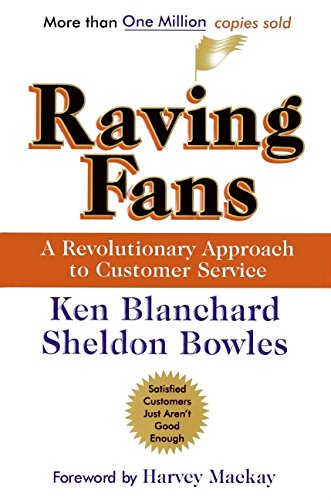 More than One Million copies sold
Raving
Fans
A Revolutionary Approach
to Customer Service
Ken Blanchard
Sheldon Bowles
Satisfied
Customers
Just Aren't
Good
Enough
Foreword by Harvey Mackay